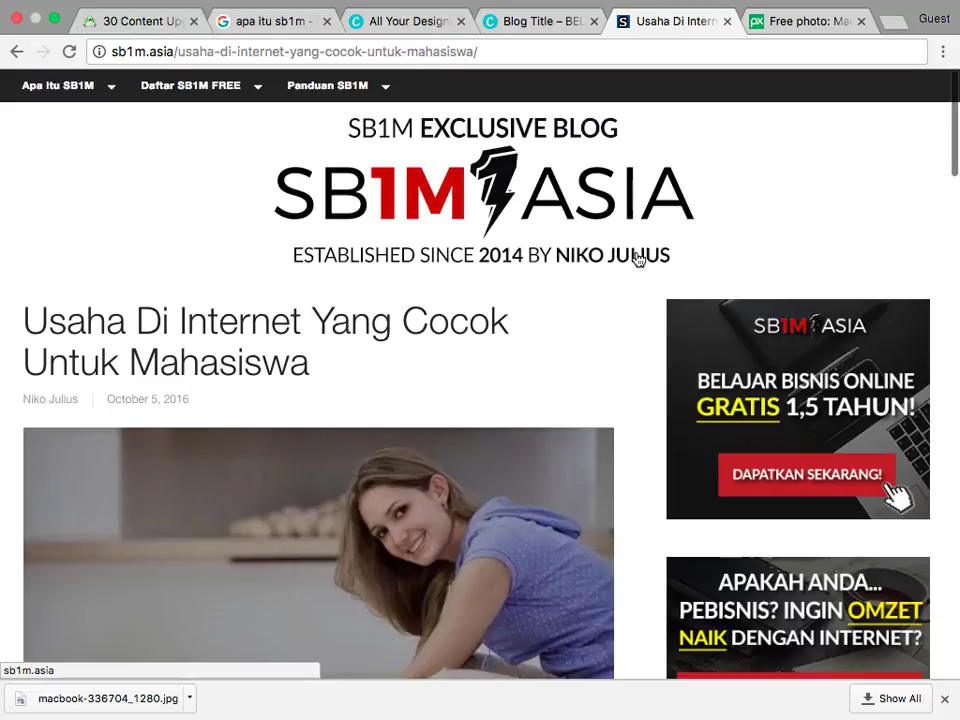 30 Content Upg
apa itu sb1m -
All Your Design
Blog Title – BEL
Usaha Di Intern
Free photo: Mac
Guest
sb1m.asia/usaha-di-internet-yang-cocok-untuk-mahasiswa/
Apa Itu SB1M
Daftar SB1M FREE
Panduan SB1M
SB1M EXCLUSIVE BLOG
SB1M ASIA
ESTABLISHED SINCE 2014 BY NIKO JULIUS
Usaha Di Internet Yang Cocok
Untuk Mahasiswa
Niko Julius
October 5, 2016
SB1M ASIA
BELAJAR BISNIS ONLINE
GRATIS 1,5 TAHUN!
DAPATKAN SEKARANG!
APAKAH ANDA...
PEBISNIS? INGIN OMZET
NAIK DENGAN INTERNET?
sb1m.asia
macbook-336704_1280.jpg
Show All